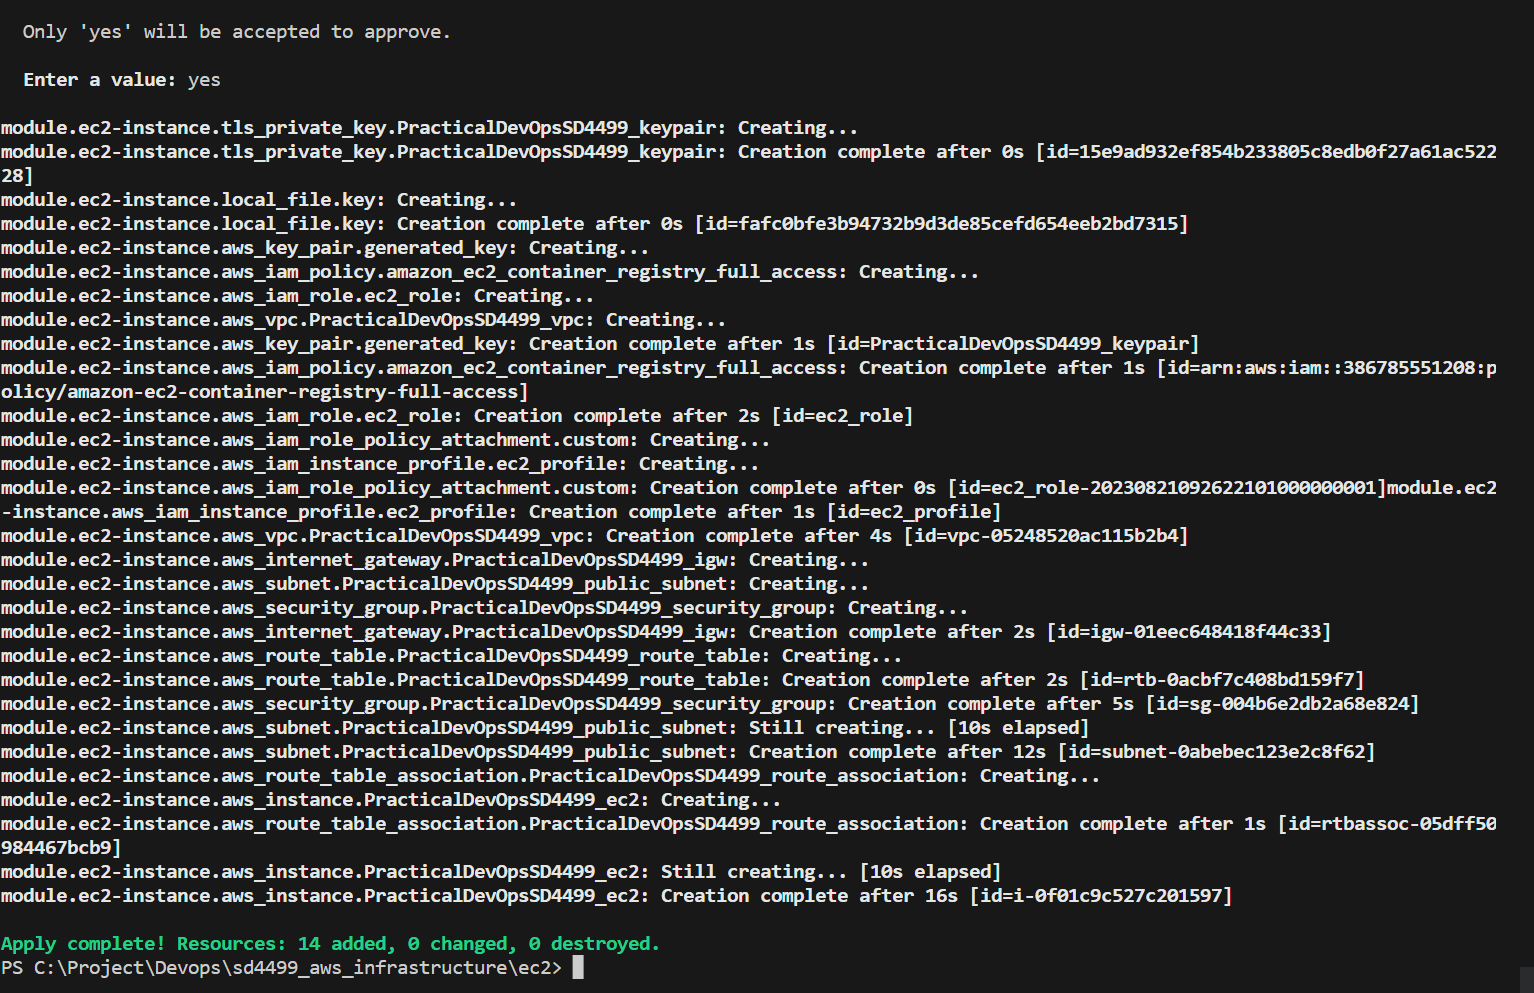 Only 'yes' will be accepted to approve.
Enter a value: yes
module.ec2-instance.tls_private_key.PracticalDevOpsSD4499_keypair: Creating...
module.ec2-instance.tls_private_key.PracticalDevOpsSD4499_keypair: Creation complete after 0s [id=15e9ad932ef854b233805c8edb0f27a61ac522
28]
module.ec2-instance.local_file.key: Creating...
module.ec2-instance.local_file.key: Creation complete after 0s [id=fafc0bfe3b94732b9d3de85cefd654eeb2bd7315]
module.ec2-instance.aws_key_pair.generated_key: Creating...
module.ec2-instance.aws_iam_policy.amazon_ec2_container_registry_full_access: Creating...
module.ec2-instance.aws_iam_role.ec2_role: Creating...
module.ec2-instance.aws_vpc.PracticalDevOpsSD4499_vpc: Creating...
module.ec2-instance.aws_key_pair.generated_key: Creation complete after 1s [id=PracticalDevOpsSD4499_keypair]
module.ec2-instance.aws_iam_policy.amazon_ec2_container_registry_full_access: Creation complete after 1s [id=arn:aws:iam::386785551208:p
olicy/amazon-ec2-container-registry-full-access]
module.ec2-instance.aws_iam_role.ec2_role: Creation complete after 2s [id=ec2_role]
module.ec2-instance.aws_iam_role_policy_attachment.custom: Creating...
module.ec2-instance.aws_iam_instance_profile.ec2_profile: Creating...
module.ec2-instance.aws_iam_role_policy_attachment.custom: Creation complete after 0s [id=ec2_role-20230821092622101000000001]module.ec2
-instance.aws_iam_instance_profile.ec2_profile: Creation complete after 1s [id=ec2_profile]
module.ec2-instance.aws_vpc.PracticalDevOpsSD4499_vpc: Creation complete after 4s [id=vpc-05248520ac115b2b4]
module.ec2-instance.aws_internet_gateway.PracticalDevOpsSD4499_igw: Creating...
module.ec2-instance.aws_subnet.PracticalDevOpsSD4499_public_subnet: Creating...
module.ec2-instance.aws_security_group.PracticalDevOpsSD4499_security_group: Creating...
module.ec2-instance.aws_internet_gateway.PracticalDevOpsSD4499_igw: Creation complete after 2s [id=igw-01eec648418f44c33]
module.ec2-instance.aws_route_table.PracticalDevOpsSD4499_route_table: Creating...
module.ec2-instance.aws_route_table.PracticalDevOpsSD4499_route_table: Creation complete after 2s [id=rtb-0acbf7c408bd159f7]
module.ec2-instance.aws_security_group.PracticalDevOpsSD4499_security_group: Creation complete after 5s [id=sg-004b6e2db2a68e824]
module.ec2-instance.aws_subnet.PracticalDevOpsSD4499_public_subnet: Still creating... [10s elapsed]
module.ec2-instance.aws_subnet.PracticalDevOpsSD4499_public_subnet: Creation complete after 12s [id=subnet-0abebec123e2c8f62]
module.ec2-instance.aws_route_table_association.PracticalDevOpsSD4499_route_association: Creating...
module.ec2-instance.aws_instance.PracticalDevOpsSD4499_ec2: Creating...
module.ec2-instance.aws_route_table_association.PracticalDevOpsSD4499_route_association: Creation complete after 1s [id=rtbassoc-05dff50
984467bcb9]
module.ec2-instance.aws_instance.PracticalDevOpsSD4499_ec2: Still creating... [10s elapsed]
module.ec2-instance.aws_instance.PracticalDevOpsSD4499_ec2: Creation complete after 16s [id=i-0f01c9c527c201597]
Apply complete! Resources: 14 added, 0 changed, 0 destroyed.
PS C:\Project\Devops\sd4499_aws_infrastructure\ec2>